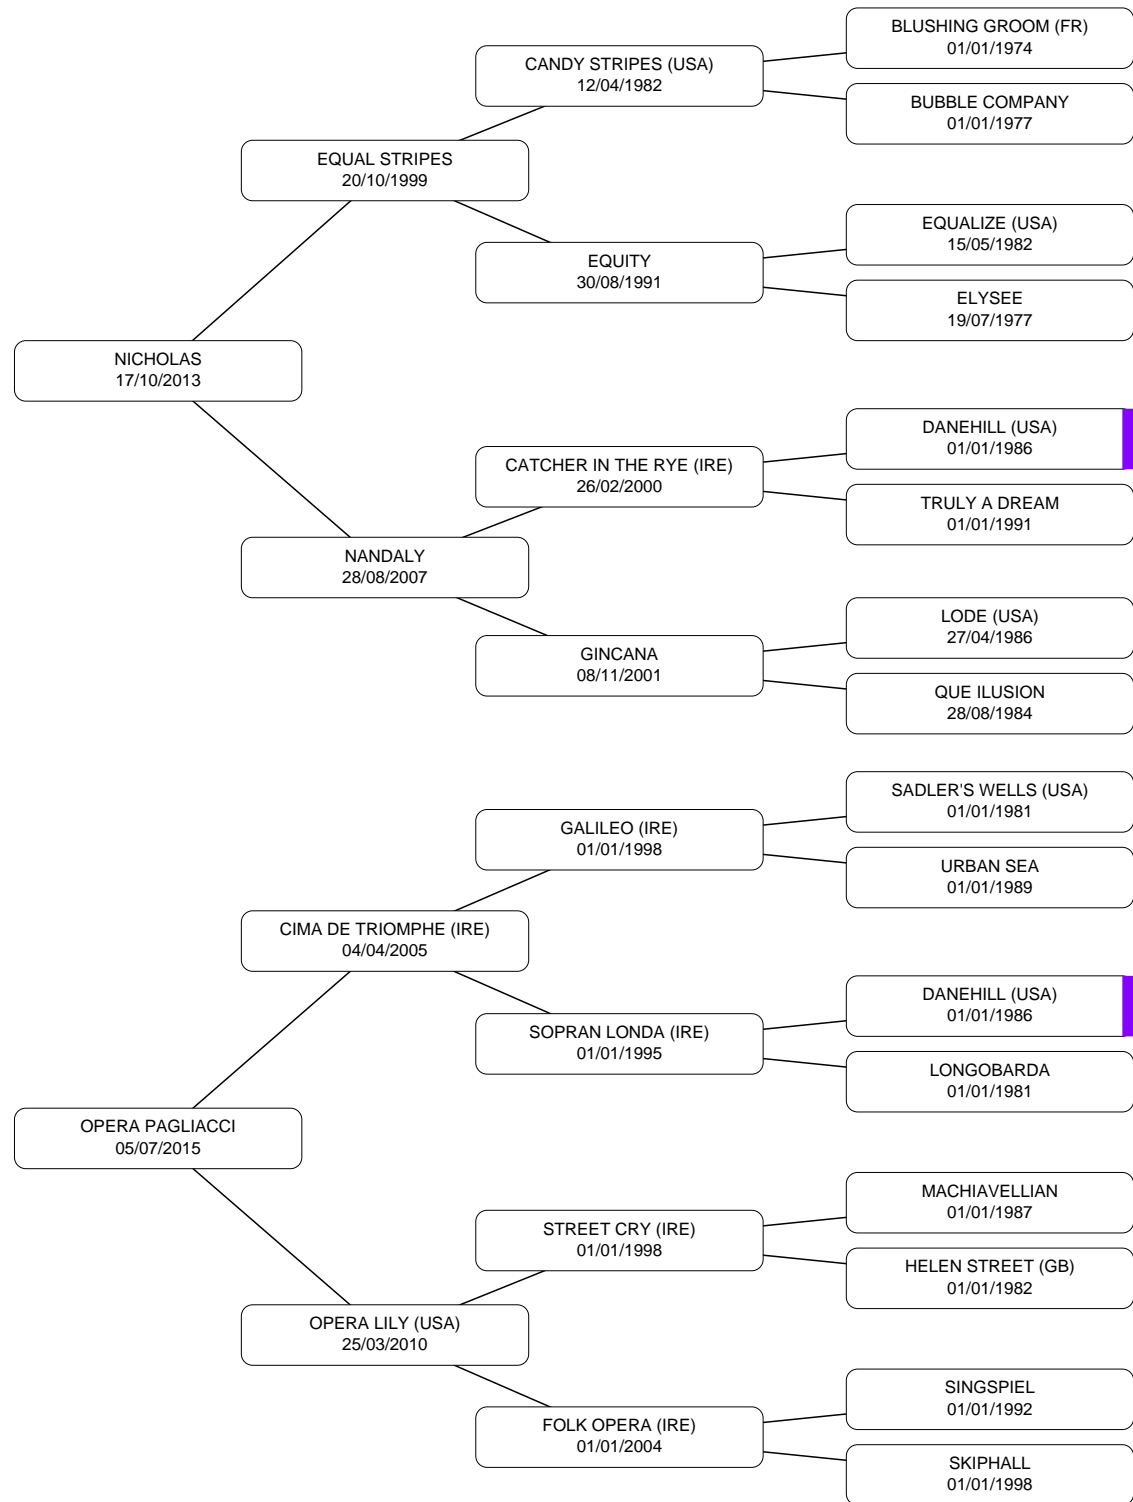 BLUSHING GROOM (FR)
01/01/1974
CANDY STRIPES (USA)
12/04/1982
BUBBLE COMPANY
01/01/1977
EQUAL STRIPES
20/10/1999
EQUALIZE (USA)
15/05/1982
EQUITY
30/08/1991
ELYSEE
19/07/1977
NICHOLAS
17/10/2013
DANEHILL (USA)
01/01/1986
CATCHER IN THE RYE (IRE)
26/02/2000
TRULY A DREAM
01/01/1991
NANDALY
28/08/2007
LODE (USA)
27/04/1986
GINCANA
08/11/2001
QUE ILUSION
28/08/1984
SADLER'S WELLS (USA)
01/01/1981
GALILEO (IRE)
01/01/1998
URBAN SEA
01/01/1989
CIMA DE TRIOMPHE (IRE)
04/04/2005
DANEHILL (USA)
01/01/1986
SOPRAN LONDA (IRE)
01/01/1995
LONGOBARDA
01/01/1981
OPERA PAGLIACCI
05/07/2015
MACHIAVELLIAN
01/01/1987
STREET CRY (IRE)
01/01/1998
HELEN STREET (GB)
01/01/1982
OPERA LILY (USA)
25/03/2010
SINGSPIEL
01/01/1992
FOLK OPERA (IRE)
01/01/2004
SKIPHALL
01/01/1998